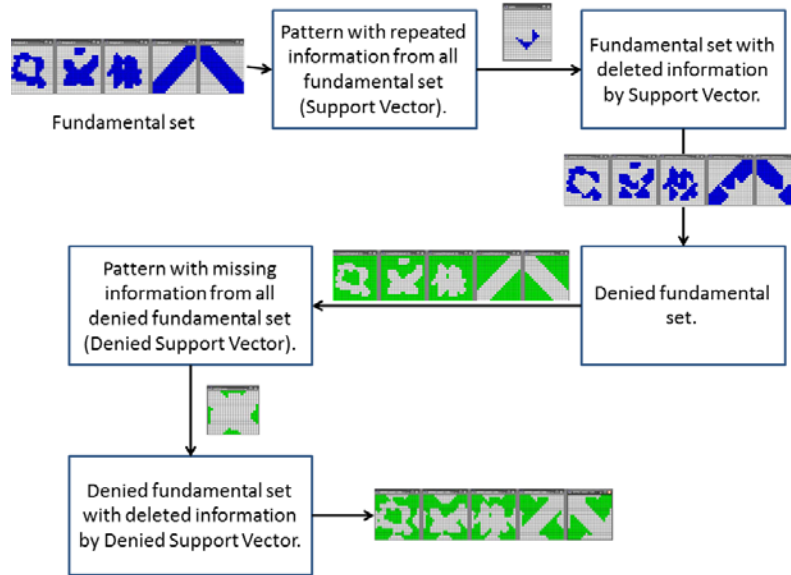 Fundamental set
Pattern with repeated
information from all
fundamental set
(Support Vector).
Fundamental set with
deleted information
by Support Vector.
Denied fundamental
set.
Pattern with missing
information from all
denied fundamental set
(Denied Support Vector).
Denied fundamental set
with deleted information
by Denied Support Vector.